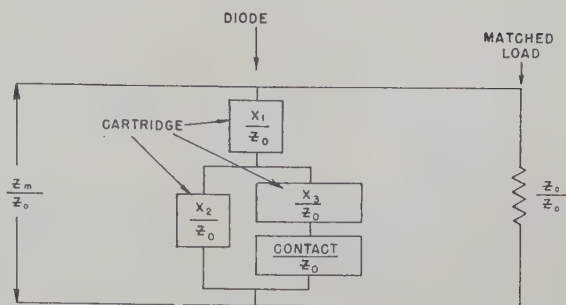 DIODE
MATCHED
LOAD
CARTRIDGE
X1
Z0
Zm
Z0
X2
Z0
X3
Z0
CONTACT
Z0
Z0
Z0